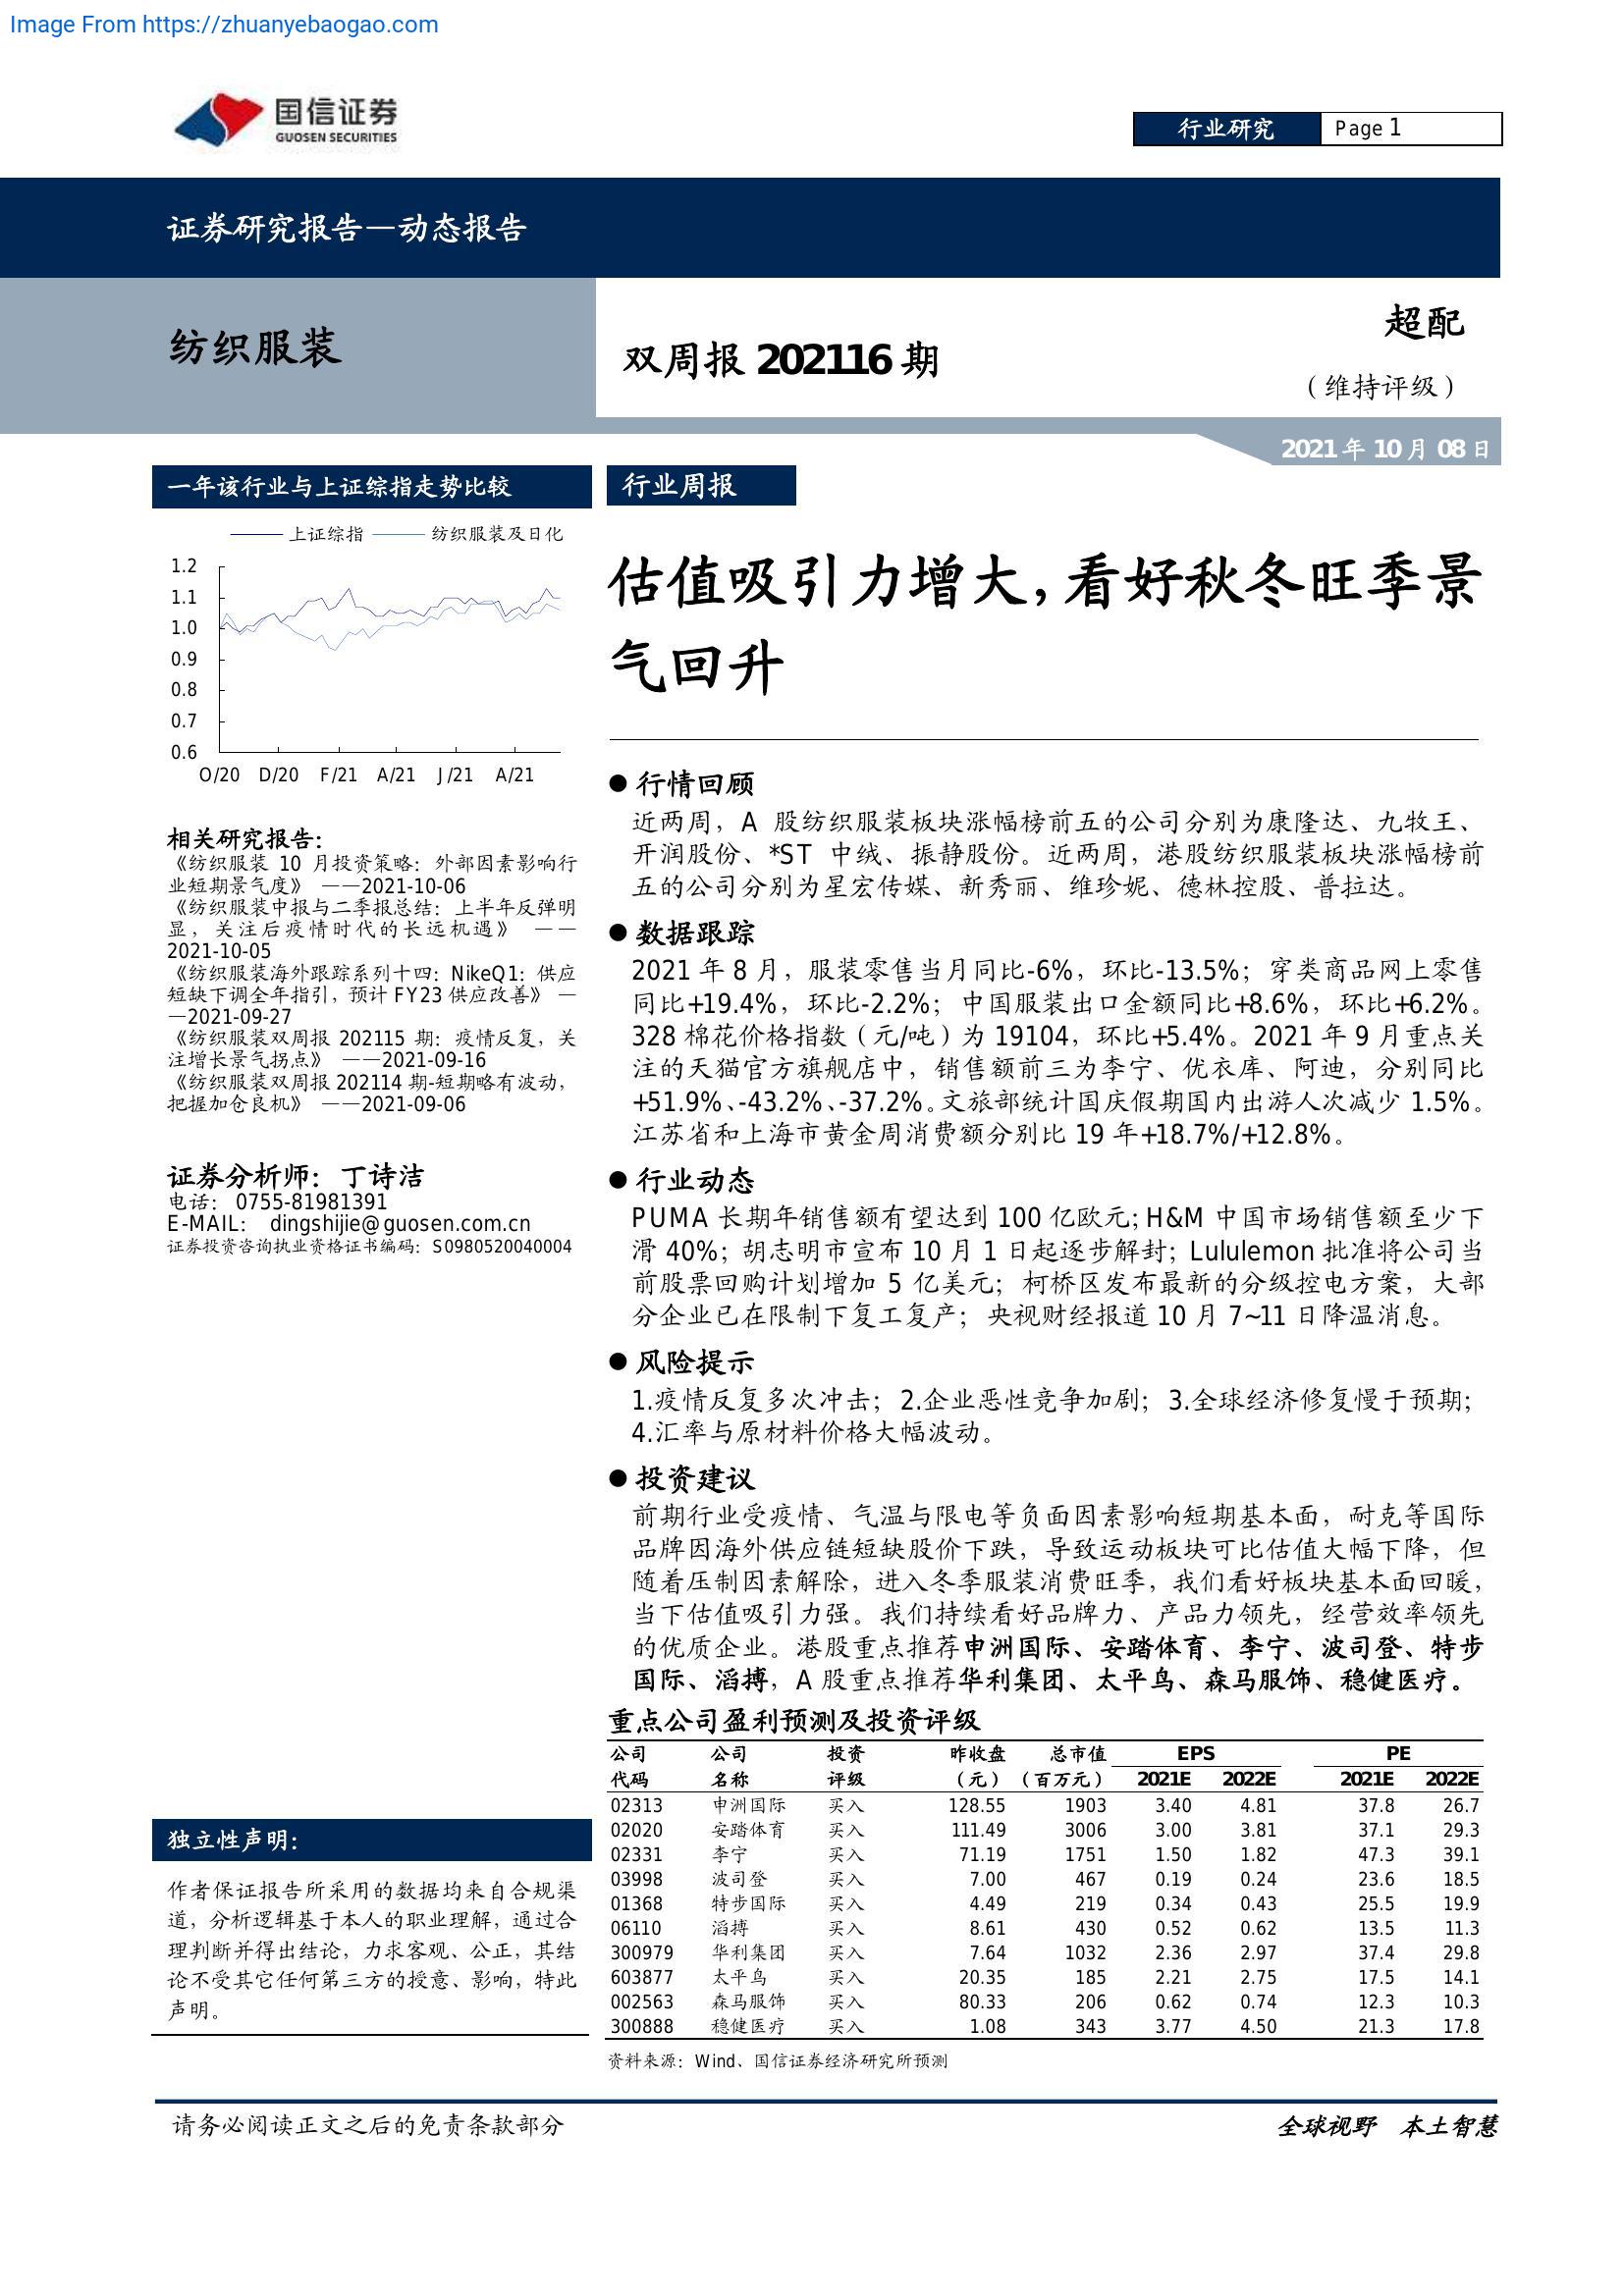 Image From https://zhuanyebaogao.com
国信证券
GUOSEN SECURITIES
行业研究 Page 1
证券研究报告—动态报告
纺织服装
双周报 202116 期
超配
（维持评级）
2021 年 10 月 08 日
一年该行业与上证综指走势比较
上证综指 纺织服装及日化
1.2
1.1
1.0
0.9
0.8
0.7
0.6
O/20 D/20 F/21 A/21 J/21 A/21
相关研究报告：
《纺织服装 10 月投资策略：外部因素影响行
业短期景气度》 ——2021-10-06
《纺织服装中报与二季报总结：上半年反弹明
显，关注后疫情时代的长远机遇》 ——
2021-10-05
《纺织服装海外跟踪系列十四：NikeQ1：供应
短缺下调全年指引，预计 FY23 供应改善》 —
—2021-09-27
《纺织服装双周报 202115 期：疫情反复，关
注增长景气拐点》 ——2021-09-16
《纺织服装双周报 202114 期-短期略有波动，
把握加仓良机》 ——2021-09-06
证券分析师：丁诗洁
电话： 0755-81981391
E-MAIL： dingshijie@guosen.com.cn
证券投资咨询执业资格证书编码：S0980520040004
独立性声明：
作者保证报告所采用的数据均来自合规渠
道，分析逻辑基于本人的职业理解，通过合
理判断并得出结论，力求客观、公正，其结
论不受其它任何第三方的授意、影响，特此
声明。
行业周报
估值吸引力增大，看好秋冬旺季景
气回升
● 行情回顾
近两周，A 股纺织服装板块涨幅榜前五的公司分别为康隆达、九牧王、
开润股份、*ST 中绒、振静股份。近两周，港股纺织服装板块涨幅榜前
五的公司分别为星宏传媒、新秀丽、维珍妮、德林控股、普拉达。
● 数据跟踪
2021 年 8 月，服装零售当月同比-6%，环比-13.5%；穿类商品网上零售
同比+19.4%，环比-2.2%；中国服装出口金额同比+8.6%，环比+6.2%。
328 棉花价格指数（元/吨）为 19104，环比+5.4%。2021 年 9 月重点关
注的天猫官方旗舰店中，销售额前三为李宁、优衣库、阿迪，分别同比
+51.9%、-43.2%、-37.2%。文旅部统计国庆假期国内出游人次减少 1.5%。
江苏省和上海市黄金周消费额分别比 19 年+18.7%/+12.8%。
● 行业动态
PUMA 长期年销售额有望达到 100 亿欧元；H&M 中国市场销售额至少下
滑 40%；胡志明市宣布 10 月 1 日起逐步解封；Lululemon 批准将公司当
前股票回购计划增加 5 亿美元；柯桥区发布最新的分级控电方案，大部
分企业已在限制下复工复产；央视财经报道 10 月 7~11 日降温消息。
● 风险提示
1.疫情反复多次冲击；2.企业恶性竞争加剧；3.全球经济修复慢于预期；
4.汇率与原材料价格大幅波动。
● 投资建议
前期行业受疫情、气温与限电等负面因素影响短期基本面，耐克等国际
品牌因海外供应链短缺股价下跌，导致运动板块可比估值大幅下降，但
随着压制因素解除，进入冬季服装消费旺季，我们看好板块基本面回暖，
当下估值吸引力强。我们持续看好品牌力、产品力领先，经营效率领先
的优质企业。港股重点推荐申洲国际、安踏体育、李宁、波司登、特步
国际、滔搏，A 股重点推荐华利集团、太平鸟、森马服饰、稳健医疗。
重点公司盈利预测及投资评级
公司 公司 投资 昨收盘 总市值 EPS PE
代码 名称 评级 （元） （百万元） 2021E 2022E 2021E 2022E
02313 申洲国际 买入 128.55 1903 3.40 4.81 37.8 26.7
02020 安踏体育 买入 111.49 3006 3.00 3.81 37.1 29.3
02331 李宁 买入 71.19 1751 1.50 1.82 47.3 39.1
03998 波司登 买入 7.00 467 0.19 0.24 23.6 18.5
01368 特步国际 买入 4.49 219 0.34 0.43 25.5 19.9
06110 滔搏 买入 8.61 430 0.52 0.62 13.5 11.3
300979 华利集团 买入 7.64 1032 2.36 2.97 37.4 29.8
603877 太平鸟 买入 20.35 185 2.21 2.75 17.5 14.1
002563 森马服饰 买入 80.33 206 0.62 0.74 12.3 10.3
300888 稳健医疗 买入 1.08 343 3.77 4.50 21.3 17.8
资料来源：Wind、国信证券经济研究所预测
请务必阅读正文之后的免责条款部分
全球视野 本土智慧